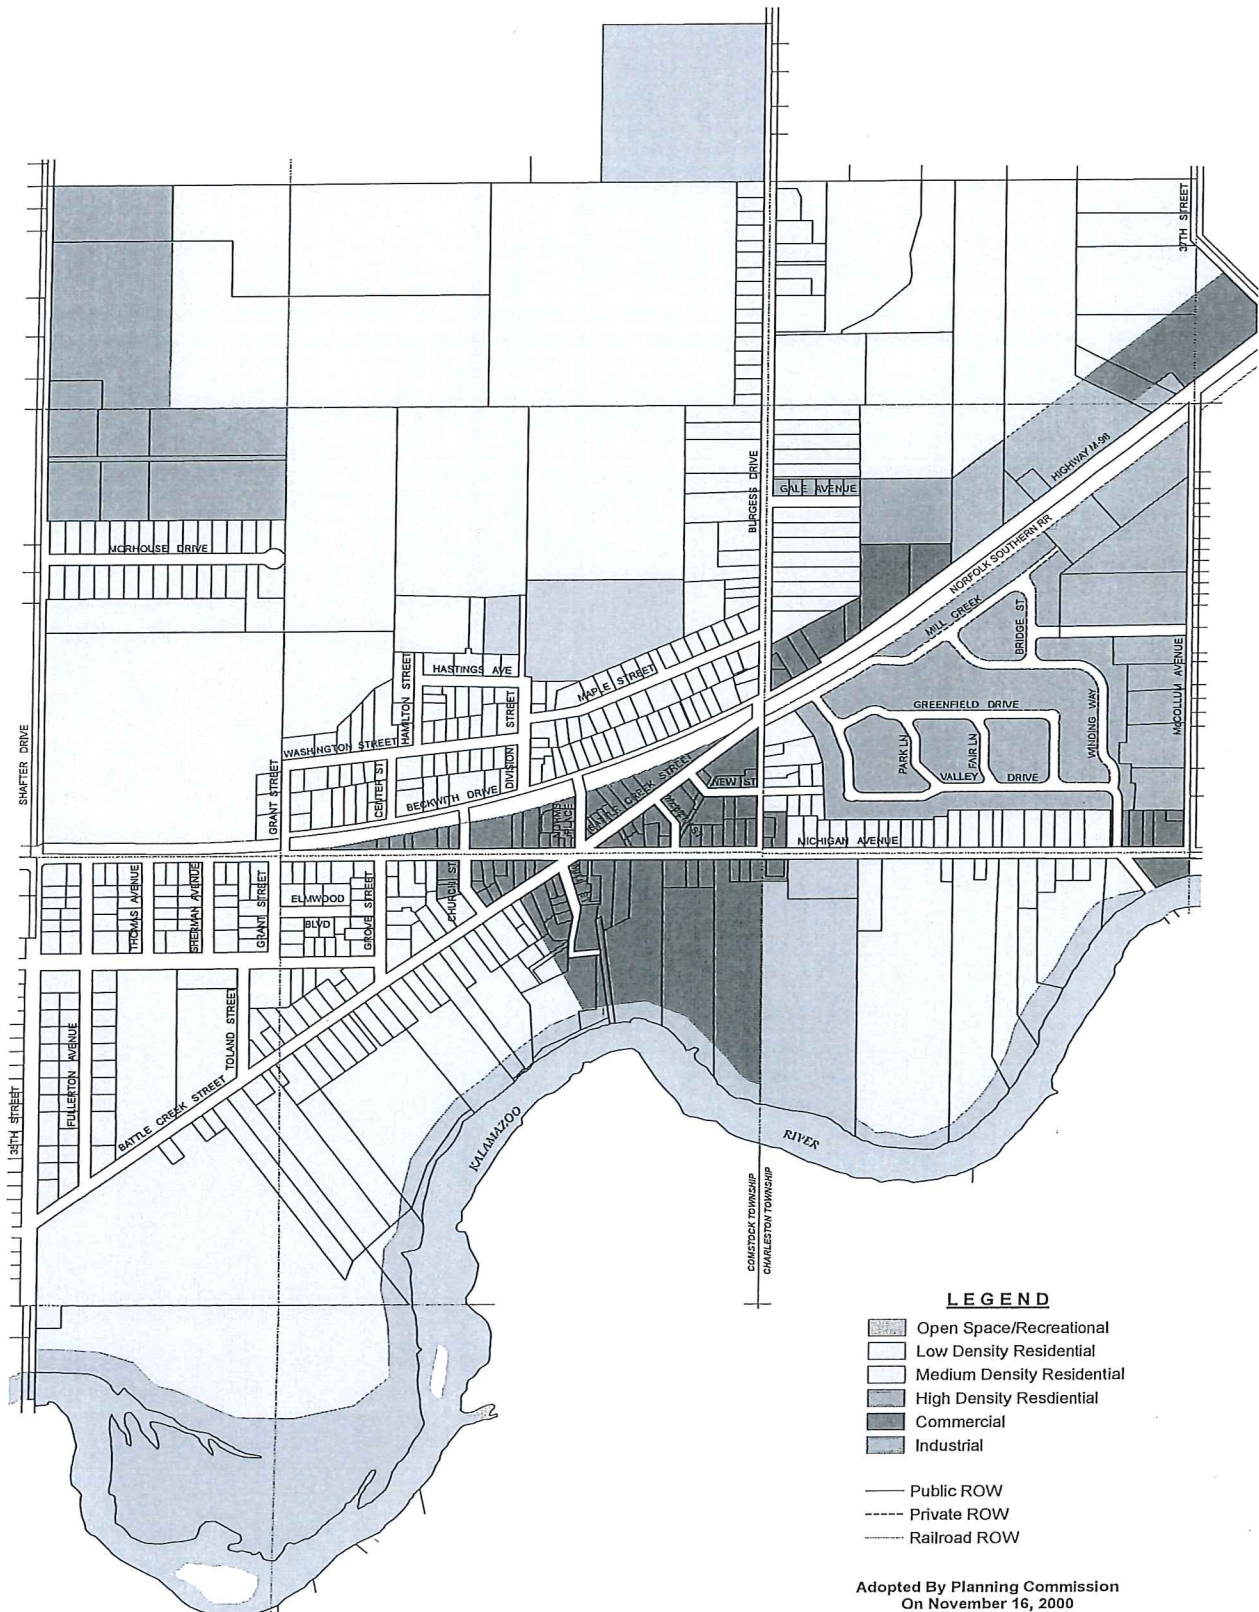 37TH STREET
HIGHWAY M-96
BURGESS DRIVE
GALE AVENUE
NORFOLK SOUTHERN RR
MORHOUSE DRIVE
MILL CREEK
BRIDGE ST
HASTINGS AVE
MAPLE STREET
HAMILTON STREET
McCOLLUM AVENUE
GREENFIELD DRIVE
WINDING WAY
SHAFTER DRIVE
WASHINGTON STREET
DIVISION STREET
PARK LN
FAIR LN
VALLEY DRIVE
GRANT STREET
CENTER ST
BECKWITH DRIVE
BATTLE CREEK STREET
NEW ST
MICHIGAN AVENUE
THOMAS AVENUE
SHERMAN AVENUE
GRANT STREET
ELMWOOD
BLVD
GROVE STREET
CHURCH ST
TOLAND STREET
FULLERTON AVENUE
BATTLE CREEK STREET
35TH STREET
KALAMAZOO
RIVER
COMSTOCK TOWNSHIP
CHARLESTON TOWNSHIP
LEGEND
Open Space/Recreational
Low Density Residential
Medium Density Residential
High Density Resdiential
Commercial
Industrial
Public ROW
Private ROW
Railroad ROW
Adopted By Planning Commission
On November 16, 2000